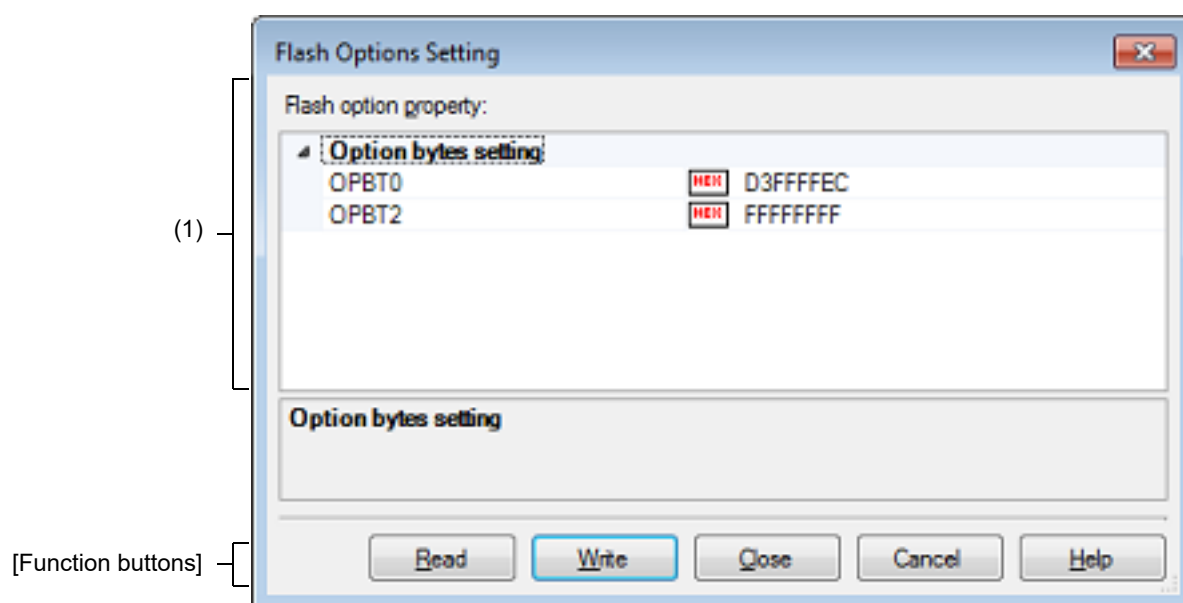 Flash Options Setting
Flash option property:
Option bytes setting
OPBT0 HEX D3FFFFEC
OPBT2 HEX FFFFFFFF
(1)
Option bytes setting
[Function buttons] Read Write Close Cancel Help